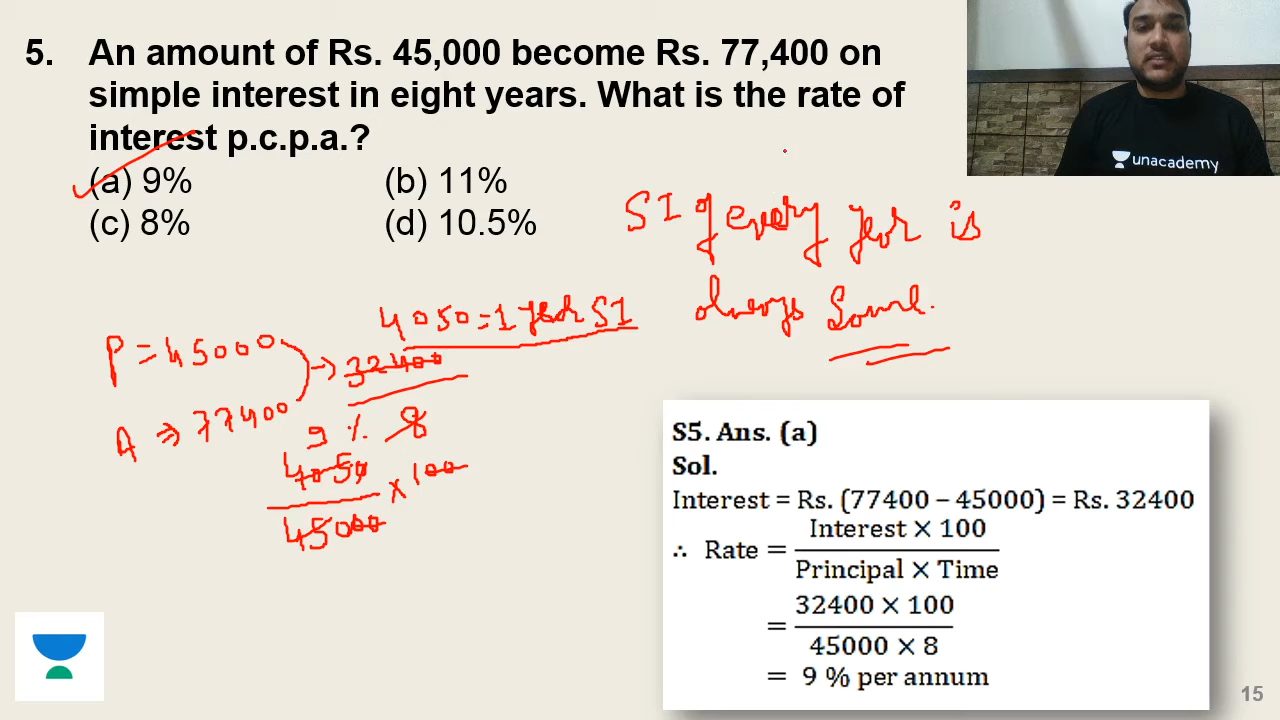 5. An amount of Rs. 45,000 become Rs. 77,400 on
simple interest in eight years. What is the rate of
interest p.c.p.a.?
(a) 9% (b) 11%
(c) 8% (d) 10.5%
unacademy
SI of every year is
always same.
4050 = 1 year SI
P = 45000 → 32400
A ⇒ 77400
9 % 8
4050
× 100
45000
S5. Ans. (a)
Sol.
Interest = Rs. (77400 – 45000) = Rs. 32400
∴ Rate = Interest × 100
Principal × Time
= 32400 × 100
45000 × 8
= 9 % per annum
15